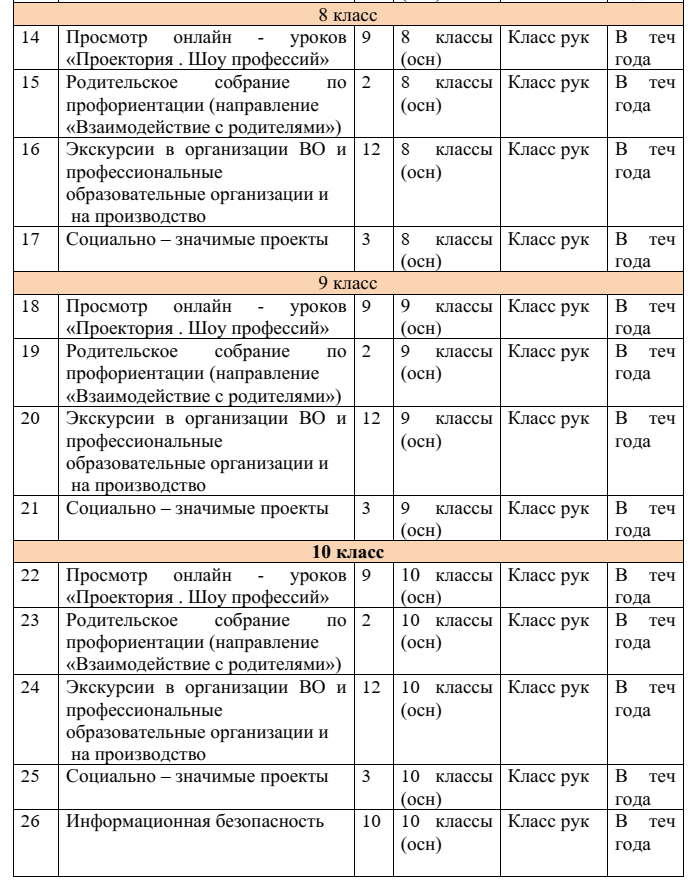 8 класс
14 Просмотр онлайн - уроков 9 8 классы Класс рук В теч
«Проектория . Шоу профессий» (осн) года
15 Родительское собрание по 2 8 классы Класс рук В теч
профориентации (направление (осн) года
«Взаимодействие с родителями»)
16 Экскурсии в организации ВО и 12 8 классы Класс рук В теч
профессиональные (осн) года
образовательные организации и
на производство
17 Социально – значимые проекты 3 8 классы Класс рук В теч
(осн) года
9 класс
18 Просмотр онлайн - уроков 9 9 классы Класс рук В теч
«Проектория . Шоу профессий» (осн) года
19 Родительское собрание по 2 9 классы Класс рук В теч
профориентации (направление (осн) года
«Взаимодействие с родителями»)
20 Экскурсии в организации ВО и 12 9 классы Класс рук В теч
профессиональные (осн) года
образовательные организации и
на производство
21 Социально – значимые проекты 3 9 классы Класс рук В теч
(осн) года
10 класс
22 Просмотр онлайн - уроков 9 10 классы Класс рук В теч
«Проектория . Шоу профессий» (осн) года
23 Родительское собрание по 2 10 классы Класс рук В теч
профориентации (направление (осн) года
«Взаимодействие с родителями»)
24 Экскурсии в организации ВО и 12 10 классы Класс рук В теч
профессиональные (осн) года
образовательные организации и
на производство
25 Социально – значимые проекты 3 10 классы Класс рук В теч
(осн) года
26 Информационная безопасность 10 10 классы Класс рук В теч
(осн) года